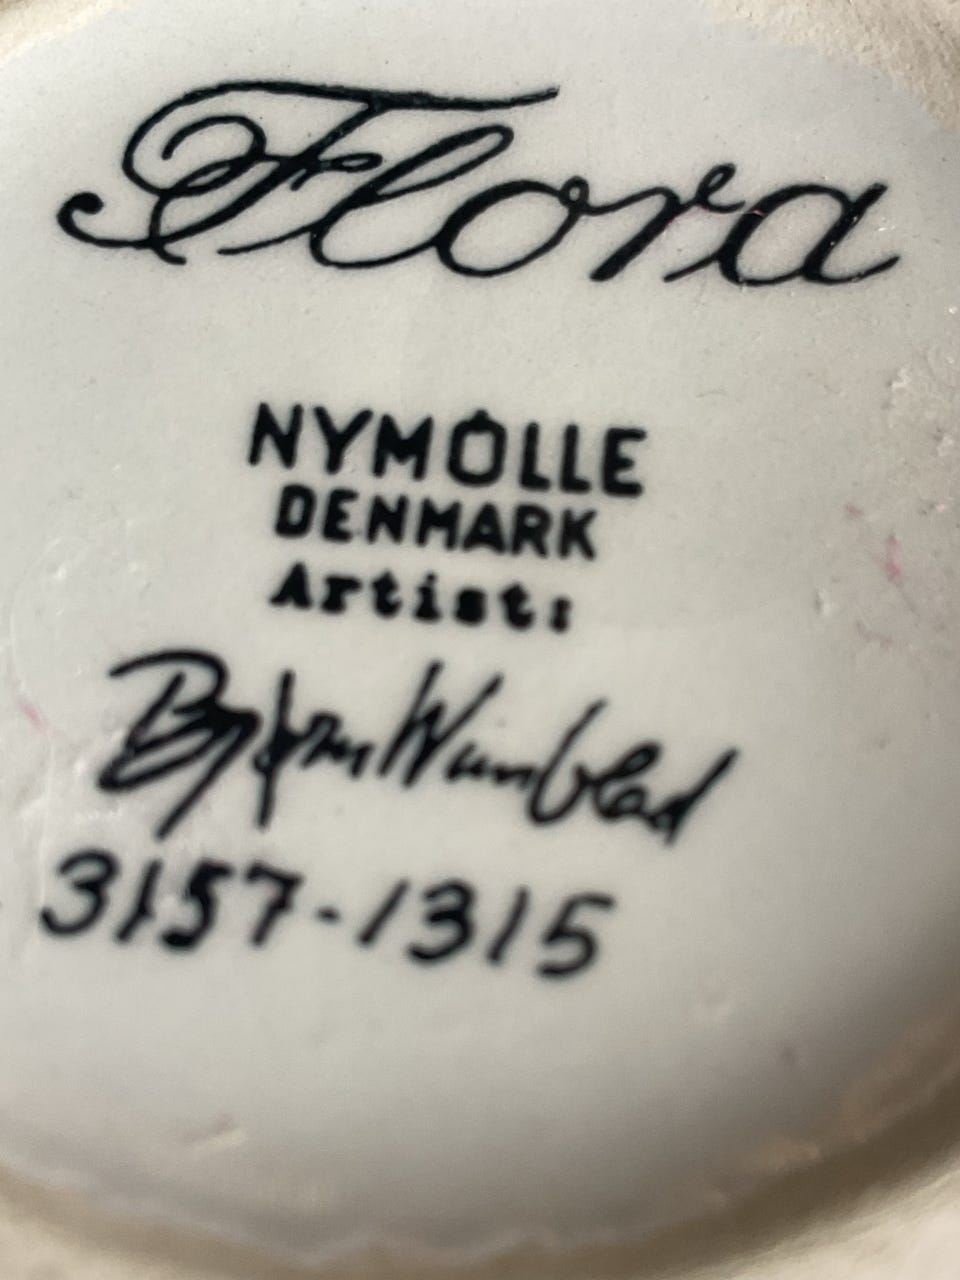 Flora
NYMÖLLE
DENMARK
Artist:
Bjørn Wiinblad
3157-1315